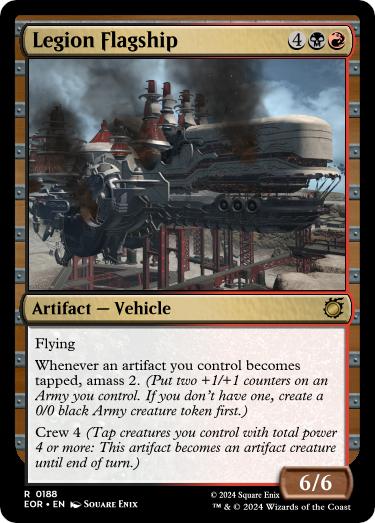 Legion Flagship 4
Artifact — Vehicle
Flying
Whenever an artifact you control becomes
tapped, amass 2. (Put two +1/+1 counters on an
Army you control. If you don't have one, create a
0/0 black Army creature token first.)
Crew 4 (Tap creatures you control with total power
4 or more: This artifact becomes an artifact creature
until end of turn.)
6/6
R 0188
EOR • EN Square Enix
© 2024 Square Enix
™ & © 2024 Wizards of the Coast